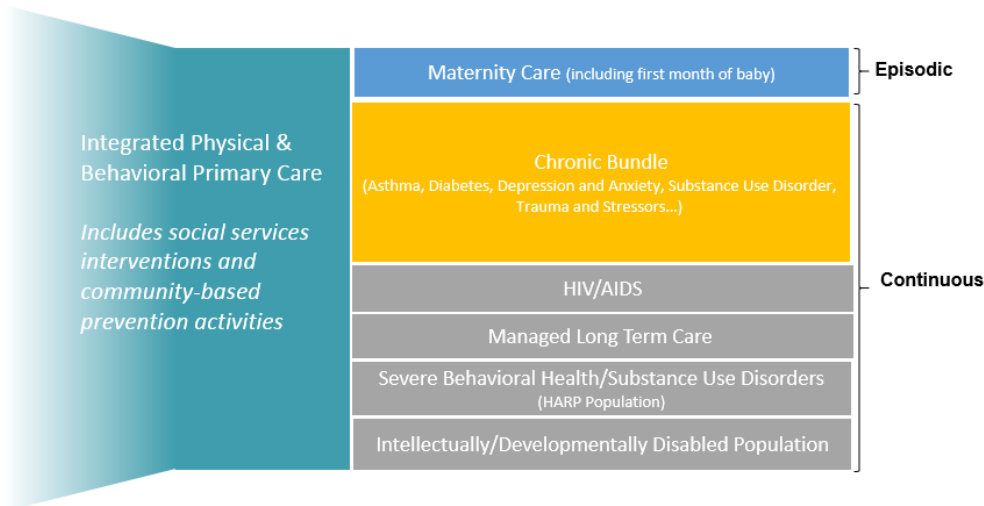 Integrated Physical &
Behavioral Primary Care
Includes social services
interventions and
community-based
prevention activities
Maternity Care (including first month of baby)
Episodic
Chronic Bundle
(Asthma, Diabetes, Depression and Anxiety, Substance Use Disorder,
Trauma and Stressors…)
HIV/AIDS
Managed Long Term Care
Severe Behavioral Health/Substance Use Disorders
(HARP Population)
Intellectually/Developmentally Disabled Population
Continuous